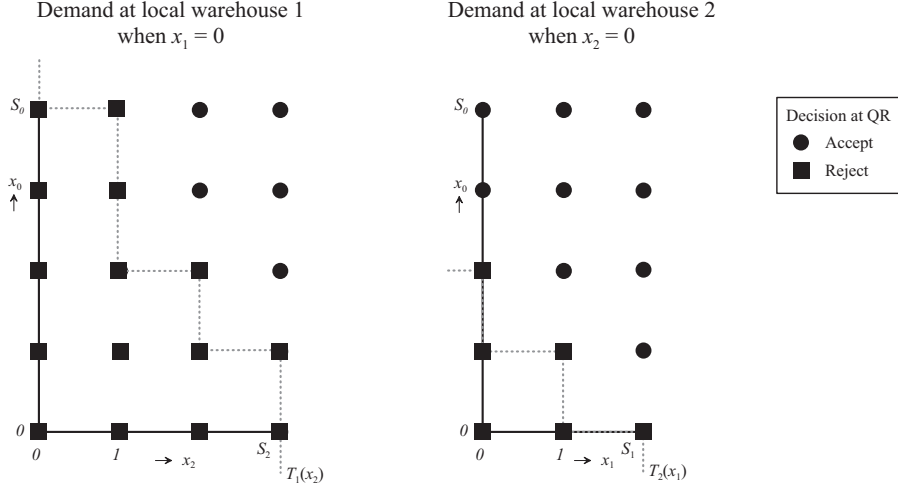 Demand at local warehouse 1
when x₁ = 0
Demand at local warehouse 2
when x₂ = 0
S₀
x₀
↑
0
0
1
→ x₂
S₂
T₁(x₂)
S₀
x₀
↑
0
0
1
→ x₁
S₁
T₂(x₁)
Decision at QR
Accept
Reject